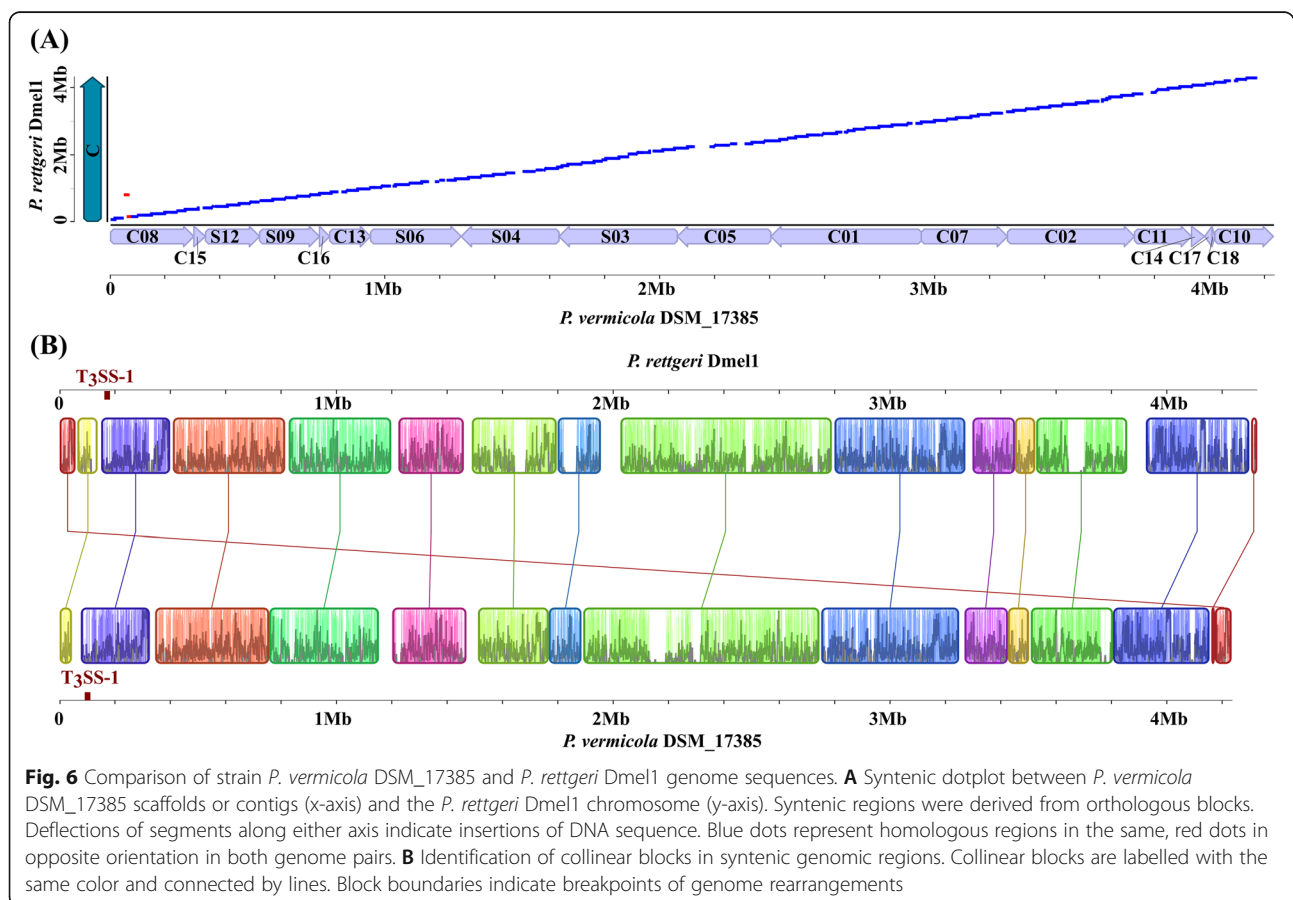 (A)
P. rettgeri Dmel1
0 2Mb 4Mb
C
C08 S12 S09 C13 S06 S04 S03 C05 C01 C07 C02 C11 C10
C15 C16 C14 C17 C18
0 1Mb 2Mb 3Mb 4Mb
P. vermicola DSM_17385
(B)
P. rettgeri Dmel1
T3SS-1
0 1Mb 2Mb 3Mb 4Mb
T3SS-1
0 1Mb 2Mb 3Mb 4Mb
P. vermicola DSM_17385
Fig. 6 Comparison of strain P. vermicola DSM_17385 and P. rettgeri Dmel1 genome sequences. A Syntenic dotplot between P. vermicola
DSM_17385 scaffolds or contigs (x-axis) and the P. rettgeri Dmel1 chromosome (y-axis). Syntenic regions were derived from orthologous blocks.
Deflections of segments along either axis indicate insertions of DNA sequence. Blue dots represent homologous regions in the same, red dots in
opposite orientation in both genome pairs. B Identification of collinear blocks in syntenic genomic regions. Collinear blocks are labelled with the
same color and connected by lines. Block boundaries indicate breakpoints of genome rearrangements